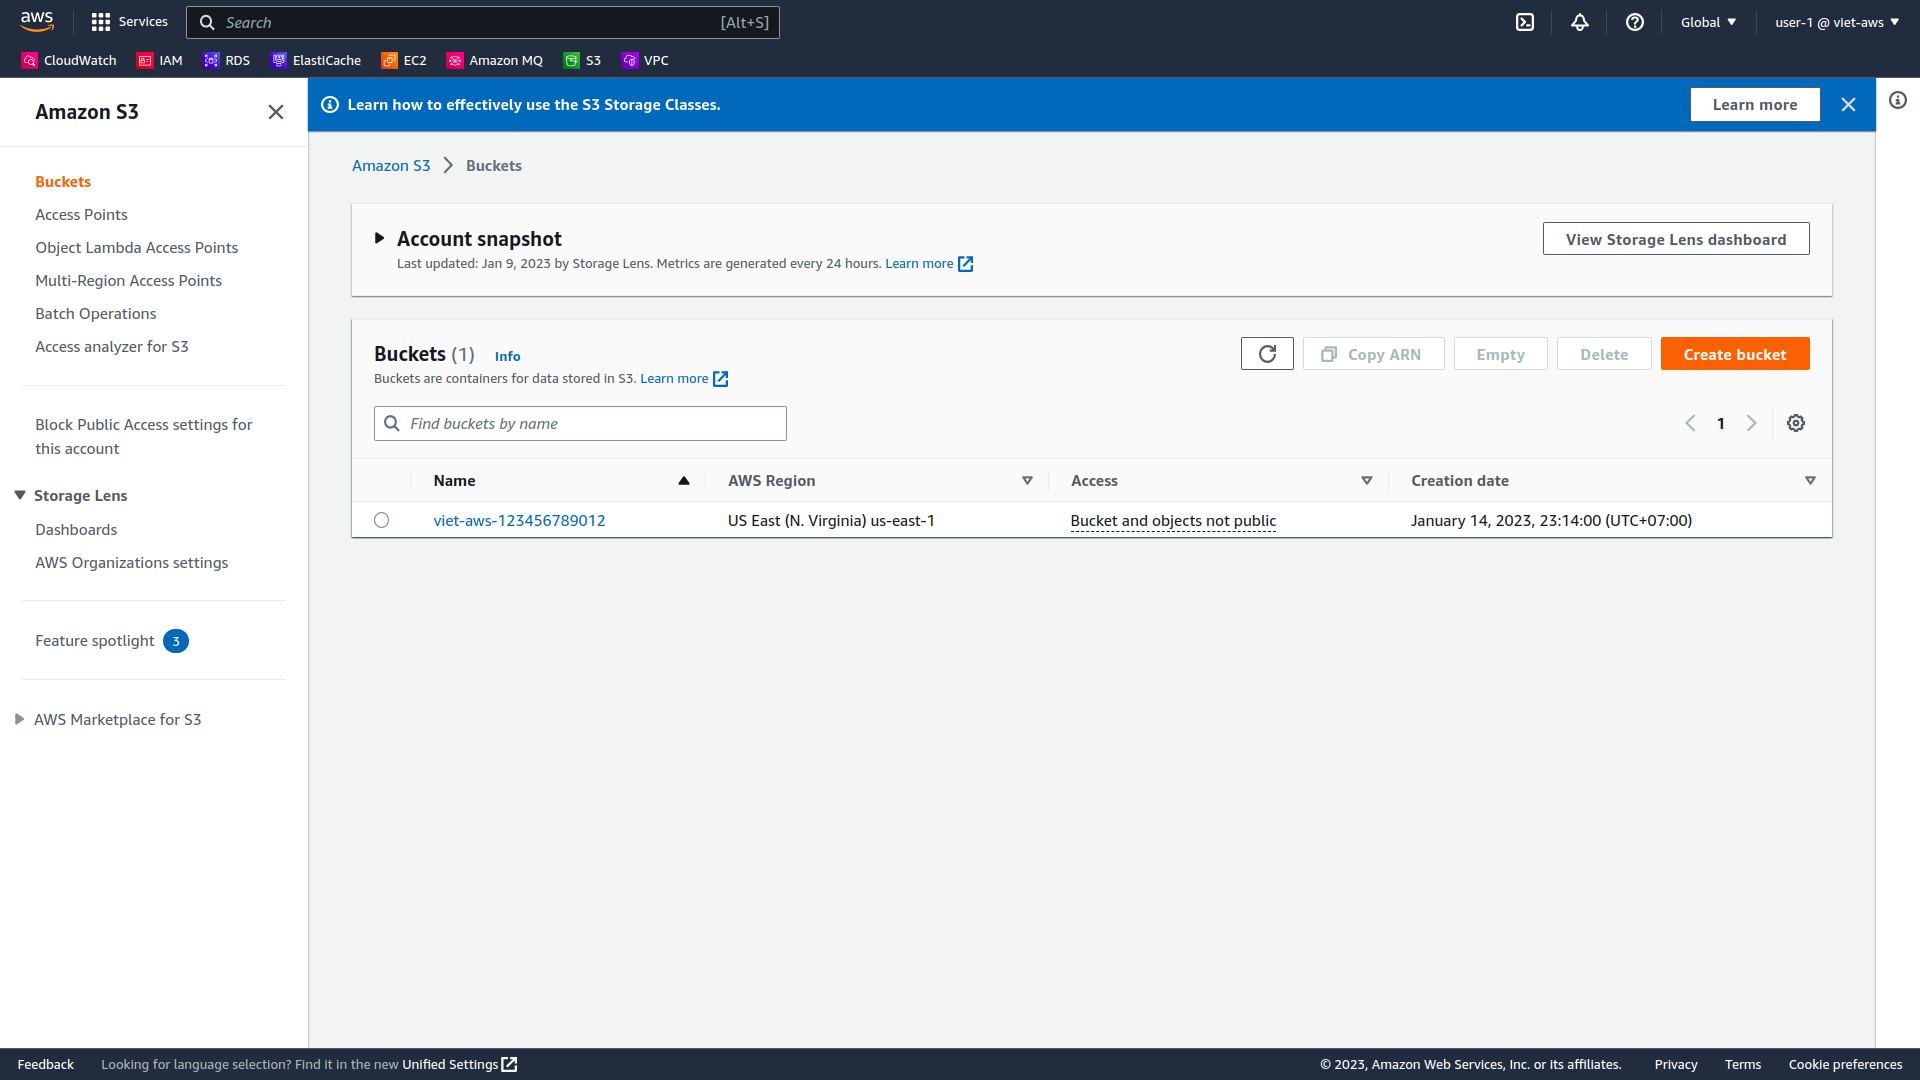 aws
Services
Search
[Alt+S]
Global
user-1 @ viet-aws
CloudWatch
IAM
RDS
ElastiCache
EC2
Amazon MQ
S3
VPC
Amazon S3
Buckets
Access Points
Object Lambda Access Points
Multi-Region Access Points
Batch Operations
Access analyzer for S3
Block Public Access settings for
this account
Storage Lens
Dashboards
AWS Organizations settings
Feature spotlight 3
AWS Marketplace for S3
Learn how to effectively use the S3 Storage Classes.
Learn more
Amazon S3 > Buckets
Account snapshot
Last updated: Jan 9, 2023 by Storage Lens. Metrics are generated every 24 hours. Learn more
View Storage Lens dashboard
Buckets (1) Info
Buckets are containers for data stored in S3. Learn more
Copy ARN
Empty
Delete
Create bucket
Find buckets by name
1
Name
AWS Region
Access
Creation date
viet-aws-123456789012
US East (N. Virginia) us-east-1
Bucket and objects not public
January 14, 2023, 23:14:00 (UTC+07:00)
Feedback
Looking for language selection? Find it in the new Unified Settings
© 2023, Amazon Web Services, Inc. or its affiliates.
Privacy
Terms
Cookie preferences